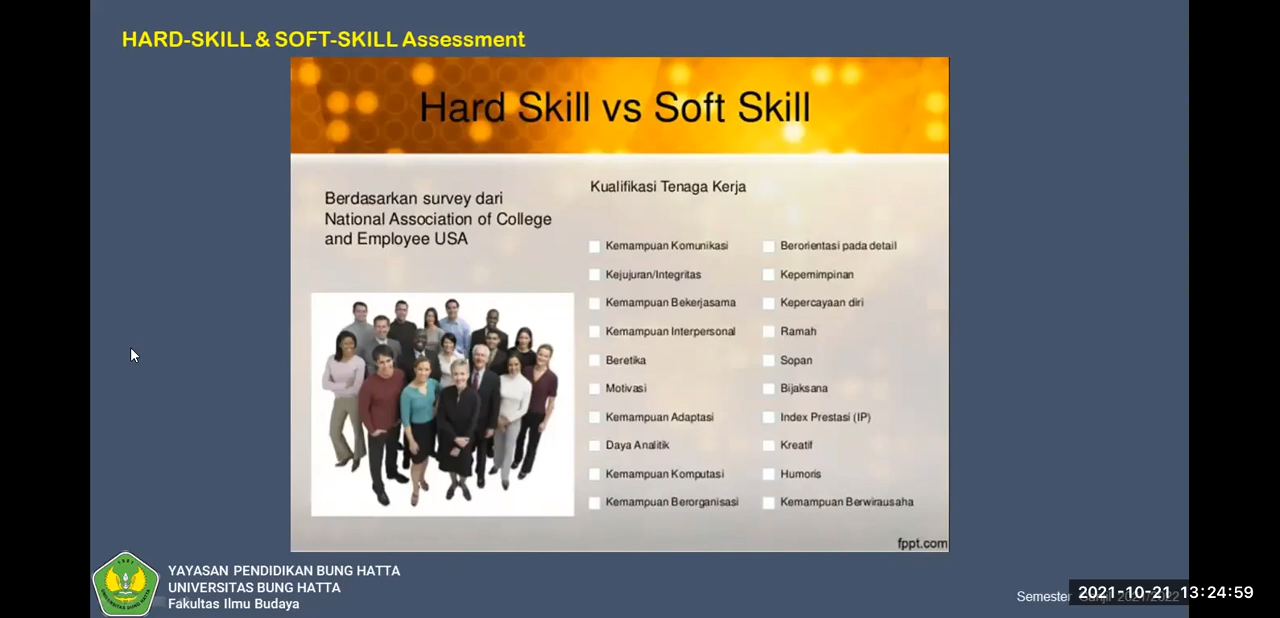 HARD-SKILL & SOFT-SKILL Assessment
Hard Skill vs Soft Skill
Berdasarkan survey dari
National Association of College
and Employee USA
Kualifikasi Tenaga Kerja
Kemampuan Komunikasi
Kejujuran/Integritas
Kemampuan Bekerjasama
Kemampuan Interpersonal
Beretika
Motivasi
Kemampuan Adaptasi
Daya Analitik
Kemampuan Komputasi
Kemampuan Berorganisasi
Berorientasi pada detail
Kepemimpinan
Kepercayaan diri
Ramah
Sopan
Bijaksana
Index Prestasi (IP)
Kreatif
Humoris
Kemampuan Berwirausaha
fppt.com
YAYASAN PENDIDIKAN BUNG HATTA
UNIVERSITAS BUNG HATTA
Fakultas Ilmu Budaya
Semester
2021-10-21 13:24:59